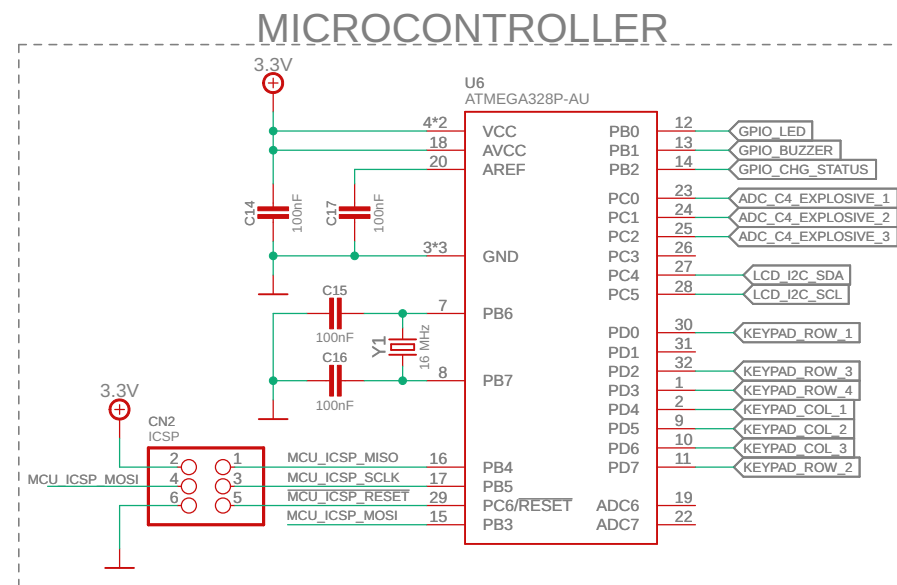 MICROCONTROLLER
3.3V
U6
ATMEGA328P-AU
4*2 VCC PB0 12 GPIO_LED
18 AVCC PB1 13 GPIO_BUZZER
20 AREF PB2 14 GPIO_CHG_STATUS
C14 100nF C17 100nF
PC0 23 ADC_C4_EXPLOSIVE_1
PC1 24 ADC_C4_EXPLOSIVE_2
PC2 25 ADC_C4_EXPLOSIVE_3
3*3 GND PC3 26
PC4 27 LCD_I2C_SDA
PC5 28 LCD_I2C_SCL
C15
100nF
7 PB6
Y1 16 MHz
C16
100nF
8 PB7
PD0 30 KEYPAD_ROW_1
PD1 31
PD2 32 KEYPAD_ROW_3
PD3 1 KEYPAD_ROW_4
PD4 2 KEYPAD_COL_1
PD5 9 KEYPAD_COL_2
PD6 10 KEYPAD_COL_3
PD7 11 KEYPAD_ROW_2
3.3V
CN2
ICSP
2 1 MCU_ICSP_MISO 16 PB4
MCU_ICSP_MOSI 4 3 MCU_ICSP_SCLK 17 PB5
6 5 MCU_ICSP_RESET 29 PC6/RESET ADC6 19
MCU_ICSP_MOSI 15 PB3 ADC7 22